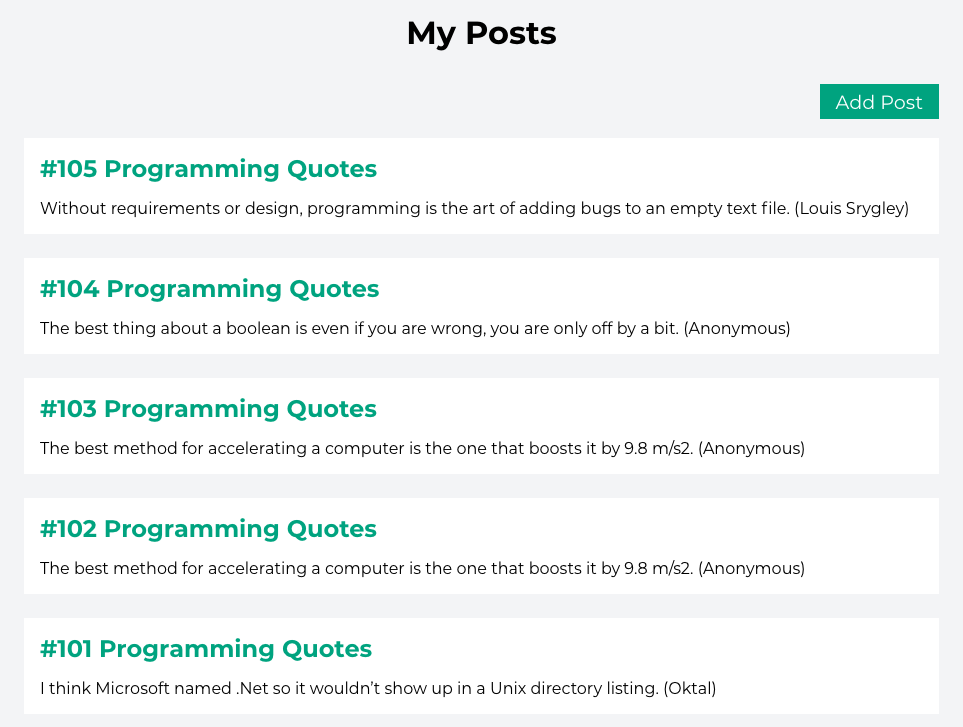 My Posts
Add Post
#105 Programming Quotes
Without requirements or design, programming is the art of adding bugs to an empty text file. (Louis Srygley)
#104 Programming Quotes
The best thing about a boolean is even if you are wrong, you are only off by a bit. (Anonymous)
#103 Programming Quotes
The best method for accelerating a computer is the one that boosts it by 9.8 m/s2. (Anonymous)
#102 Programming Quotes
The best method for accelerating a computer is the one that boosts it by 9.8 m/s2. (Anonymous)
#101 Programming Quotes
I think Microsoft named .Net so it wouldn’t show up in a Unix directory listing. (Oktal)